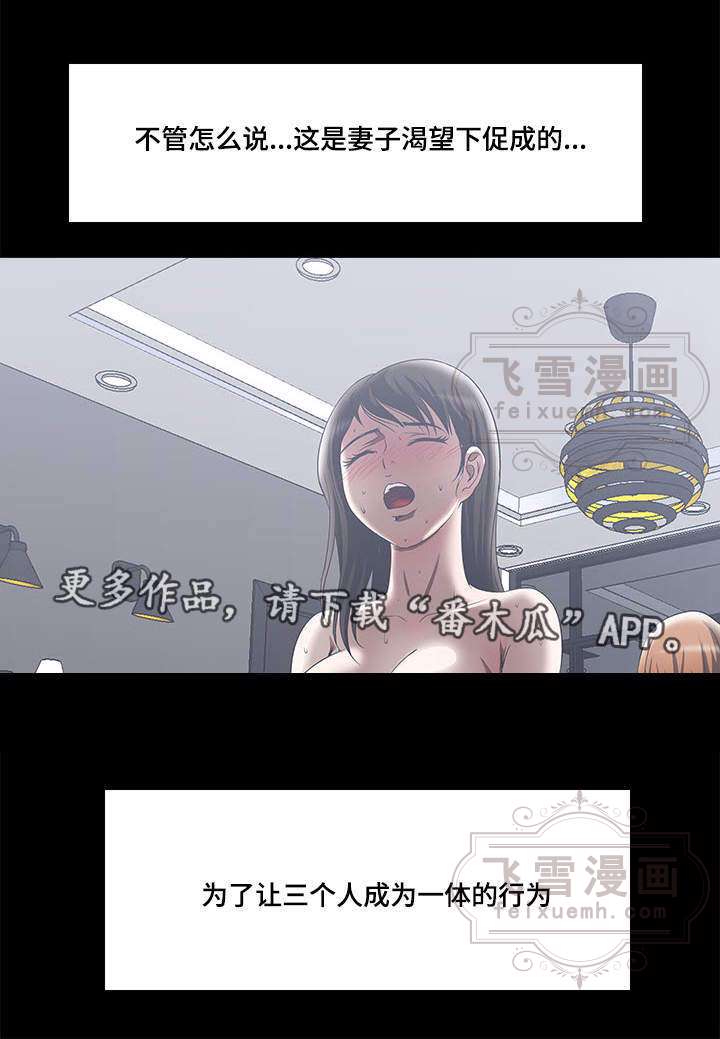 不管怎么说...这是妻子渴望下促成的...
飞雪漫画
feixuemh.com
更多作品，请下载“番木瓜”APP。
为了让三个人成为一体的行为
飞雪漫画
feixuemh.com